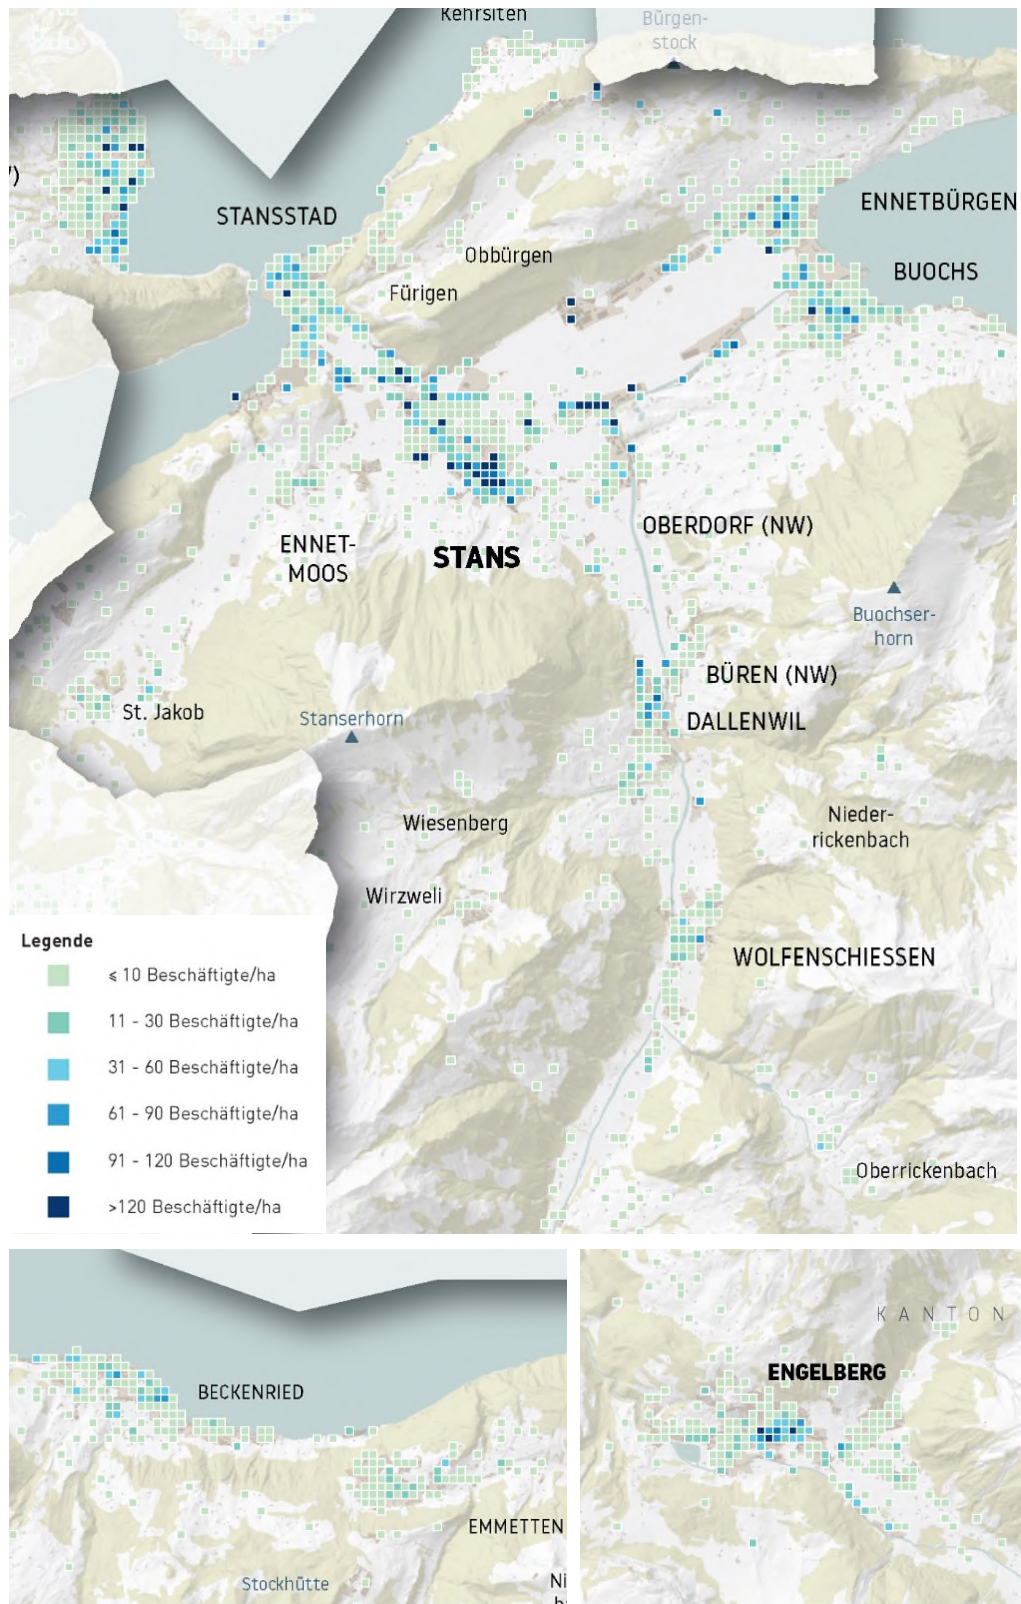 Kehrsiten
Bürgen-
stock
)
STANSSTAD
ENNETBÜRGEN
Obbürgen
BUOCHS
Fürigen
OBERDORF (NW)
ENNET-
MOOS
STANS
Buochser-
horn
BÜREN (NW)
St. Jakob
Stanserhorn
DALLENWIL
Wiesenberg
Nieder-
rickenbach
Wirzweli
Legende
WOLFENSCHIESSEN
≤ 10 Beschäftigte/ha
11 - 30 Beschäftigte/ha
31 - 60 Beschäftigte/ha
61 - 90 Beschäftigte/ha
91 - 120 Beschäftigte/ha
>120 Beschäftigte/ha
Oberrickenbach
BECKENRIED
EMMETTEN
Stockhütte
Ni
KANTON
ENGELBERG